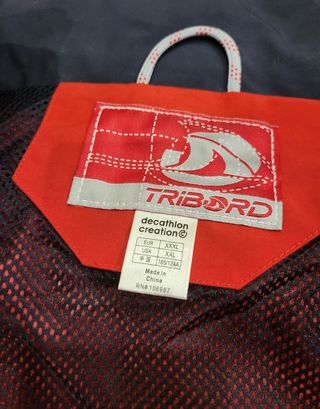 TRIBORD
decathlon
creation©
EUR XXXL
USA XXL
中国 185/124A
Made in
China
RN# 106987